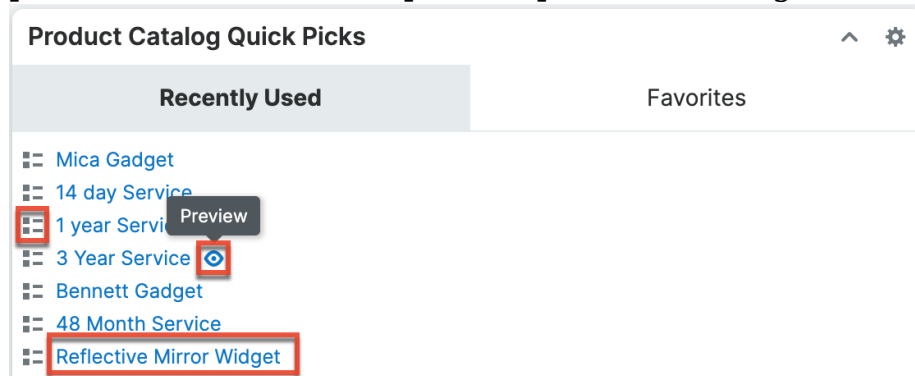 Product Catalog Quick Picks
Recently Used
Favorites
Mica Gadget
14 day Service
Preview
1 year Servi
3 Year Service
Bennett Gadget
48 Month Service
Reflective Mirror Widget